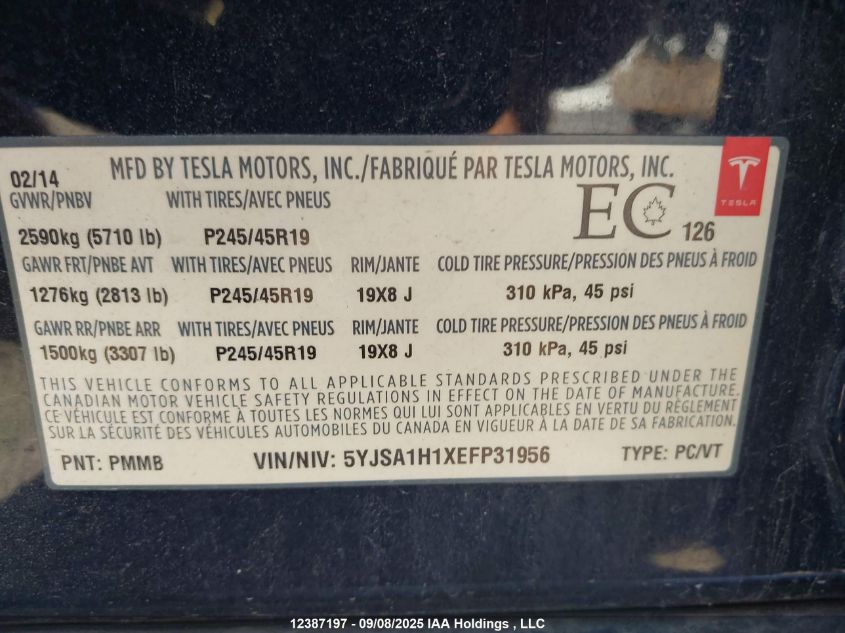 02/14 MFD BY TESLA MOTORS, INC./FABRIQUÉ PAR TESLA MOTORS, INC.
GVWR/PNBV WITH TIRES/AVEC PNEUS
TESLA
2590kg (5710 lb) P245/45R19 EC 126
GAWR FRT/PNBE AVT WITH TIRES/AVEC PNEUS RIM/JANTE COLD TIRE PRESSURE/PRESSION DES PNEUS À FROID
1276kg (2813 lb) P245/45R19 19X8 J 310 kPa, 45 psi
GAWR RR/PNBE ARR WITH TIRES/AVEC PNEUS RIM/JANTE COLD TIRE PRESSURE/PRESSION DES PNEUS À FROID
1500kg (3307 lb) P245/45R19 19X8 J 310 kPa, 45 psi
THIS VEHICLE CONFORMS TO ALL APPLICABLE STANDARDS PRESCRIBED UNDER THE
CANADIAN MOTOR VEHICLE SAFETY REGULATIONS IN EFFECT ON THE DATE OF MANUFACTURE.
CE VÉHICULE EST CONFORME À TOUTES LES NORMES QUI LUI SONT APPLICABLES EN VERTU DU RÈGLEMENT
SUR LA SÉCURITÉ DES VÉHICULES AUTOMOBILES DU CANADA EN VIGUEUR À LA DATE DE SA FABRICATION.
PNT: PMMB VIN/NIV: 5YJSA1H1XEFP31956 TYPE: PC/VT
12387197 - 09/08/2025 IAA Holdings , LLC